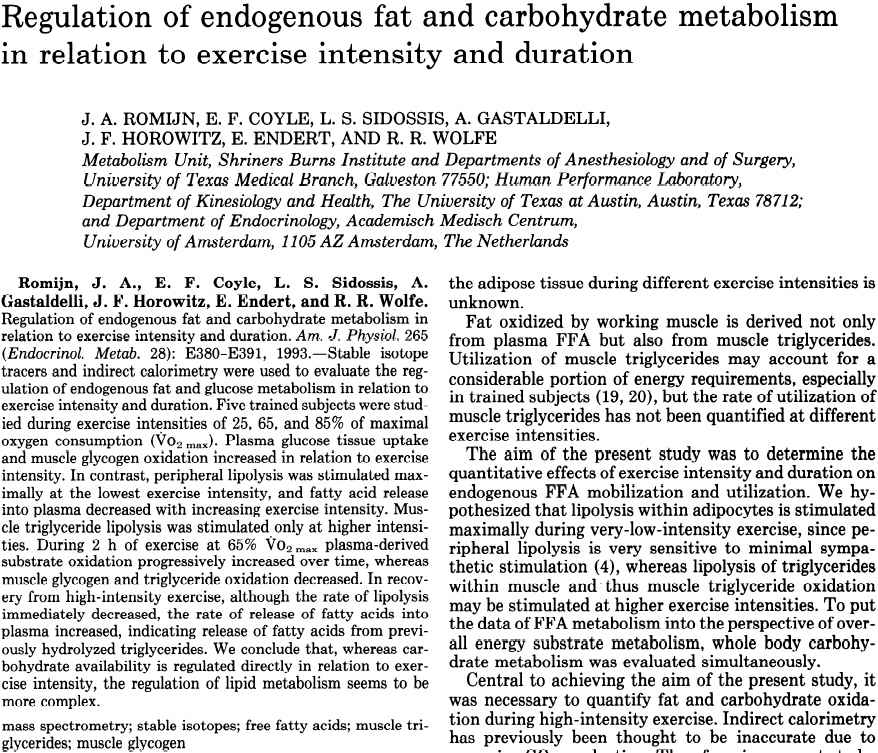 Regulation of endogenous fat and carbohydrate metabolism
in relation to exercise intensity and duration
J. A. ROMIJN, E. F. COYLE, L. S. SIDOSSIS, A. GASTALDELLI,
J. F. HOROWITZ, E. ENDERT, AND R. R. WOLFE
Metabolism Unit, Shriners Burns Institute and Departments of Anesthesiology and of Surgery,
University of Texas Medical Branch, Galveston 77550; Human Performance Laboratory,
Department of Kinesiology and Health, The University of Texas at Austin, Austin, Texas 78712;
and Department of Endocrinology, Academisch Medisch Centrum,
University of Amsterdam, 1105 AZ Amsterdam, The Netherlands
Romijn, J. A., E. F. Coyle, L. S. Sidossis, A.
Gastaldelli, J. F. Horowitz, E. Endert, and R. R. Wolfe.
Regulation of endogenous fat and carbohydrate metabolism in
relation to exercise intensity and duration. Am. J. Physiol. 265
(Endocrinol. Metab. 28): E380-E391, 1993.—Stable isotope
tracers and indirect calorimetry were used to evaluate the reg-
ulation of endogenous fat and glucose metabolism in relation to
exercise intensity and duration. Five trained subjects were stud-
ied during exercise intensities of 25, 65, and 85% of maximal
oxygen consumption (V̇O2 max). Plasma glucose tissue uptake
and muscle glycogen oxidation increased in relation to exercise
intensity. In contrast, peripheral lipolysis was stimulated max-
imally at the lowest exercise intensity, and fatty acid release
into plasma decreased with increasing exercise intensity. Mus-
cle triglyceride lipolysis was stimulated only at higher intensi-
ties. During 2 h of exercise at 65% V̇O2 max plasma-derived
substrate oxidation progressively increased over time, whereas
muscle glycogen and triglyceride oxidation decreased. In recov-
ery from high-intensity exercise, although the rate of lipolysis
immediately decreased, the rate of release of fatty acids into
plasma increased, indicating release of fatty acids from previ-
ously hydrolyzed triglycerides. We conclude that, whereas car-
bohydrate availability is regulated directly in relation to exer-
cise intensity, the regulation of lipid metabolism seems to be
more complex.
mass spectrometry; stable isotopes; free fatty acids; muscle tri-
glycerides; muscle glycogen
the adipose tissue during different exercise intensities is
unknown.
Fat oxidized by working muscle is derived not only
from plasma FFA but also from muscle triglycerides.
Utilization of muscle triglycerides may account for a
considerable portion of energy requirements, especially
in trained subjects (19, 20), but the rate of utilization of
muscle triglycerides has not been quantified at different
exercise intensities.
The aim of the present study was to determine the
quantitative effects of exercise intensity and duration on
endogenous FFA mobilization and utilization. We hy-
pothesized that lipolysis within adipocytes is stimulated
maximally during very-low-intensity exercise, since pe-
ripheral lipolysis is very sensitive to minimal sympa-
thetic stimulation (4), whereas lipolysis of triglycerides
within muscle and thus muscle triglyceride oxidation
may be stimulated at higher exercise intensities. To put
the data of FFA metabolism into the perspective of over-
all energy substrate metabolism, whole body carbohy-
drate metabolism was evaluated simultaneously.
Central to achieving the aim of the present study, it
was necessary to quantify fat and carbohydrate oxida-
tion during high-intensity exercise. Indirect calorimetry
has previously been thought to be inaccurate due to